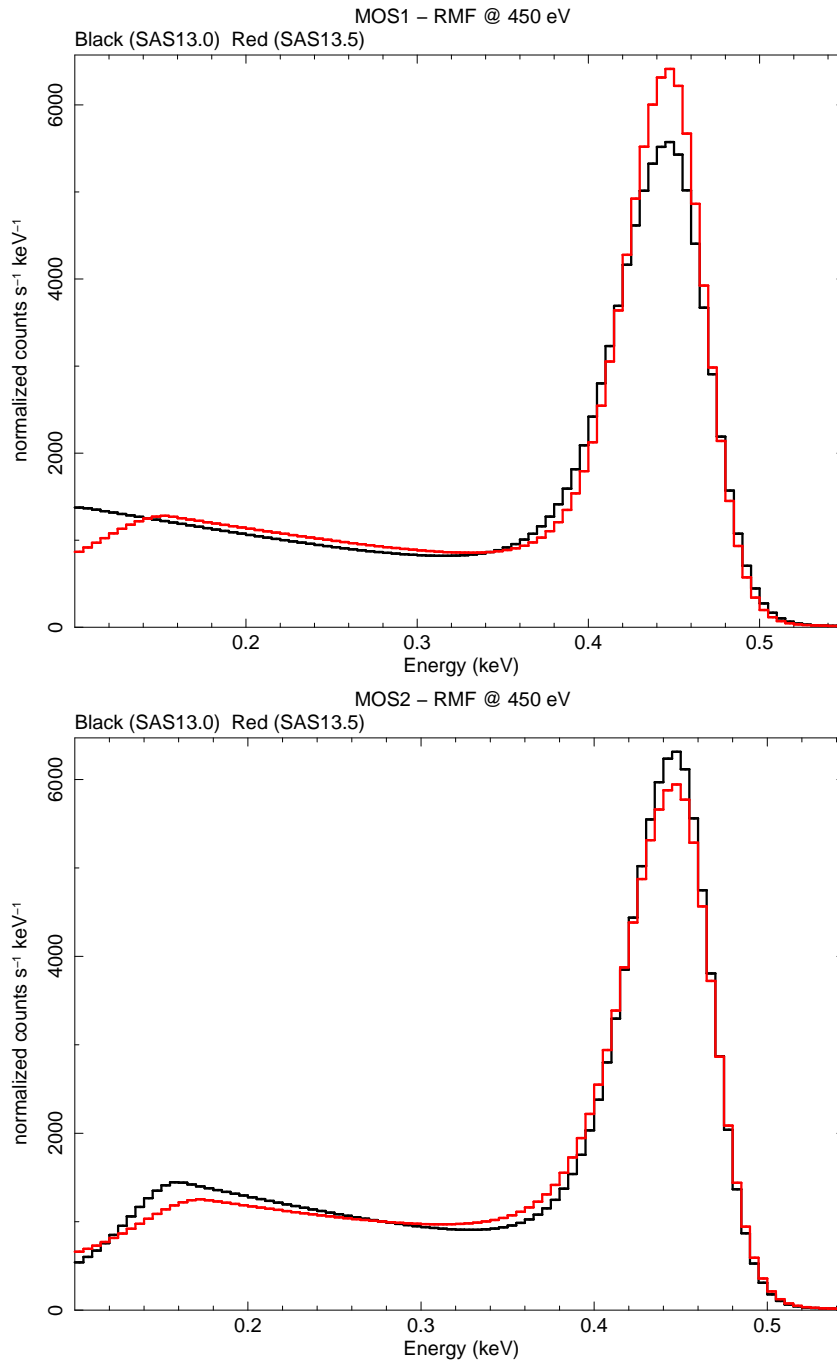 MOS1 – RMF @ 450 eV
Black (SAS13.0)  Red (SAS13.5)
6000
4000
2000
0
normalized counts s⁻¹ keV⁻¹
0.2 0.3 0.4 0.5
Energy (keV)
MOS2 – RMF @ 450 eV
Black (SAS13.0)  Red (SAS13.5)
6000
4000
2000
0
normalized counts s⁻¹ keV⁻¹
0.2 0.3 0.4 0.5
Energy (keV)